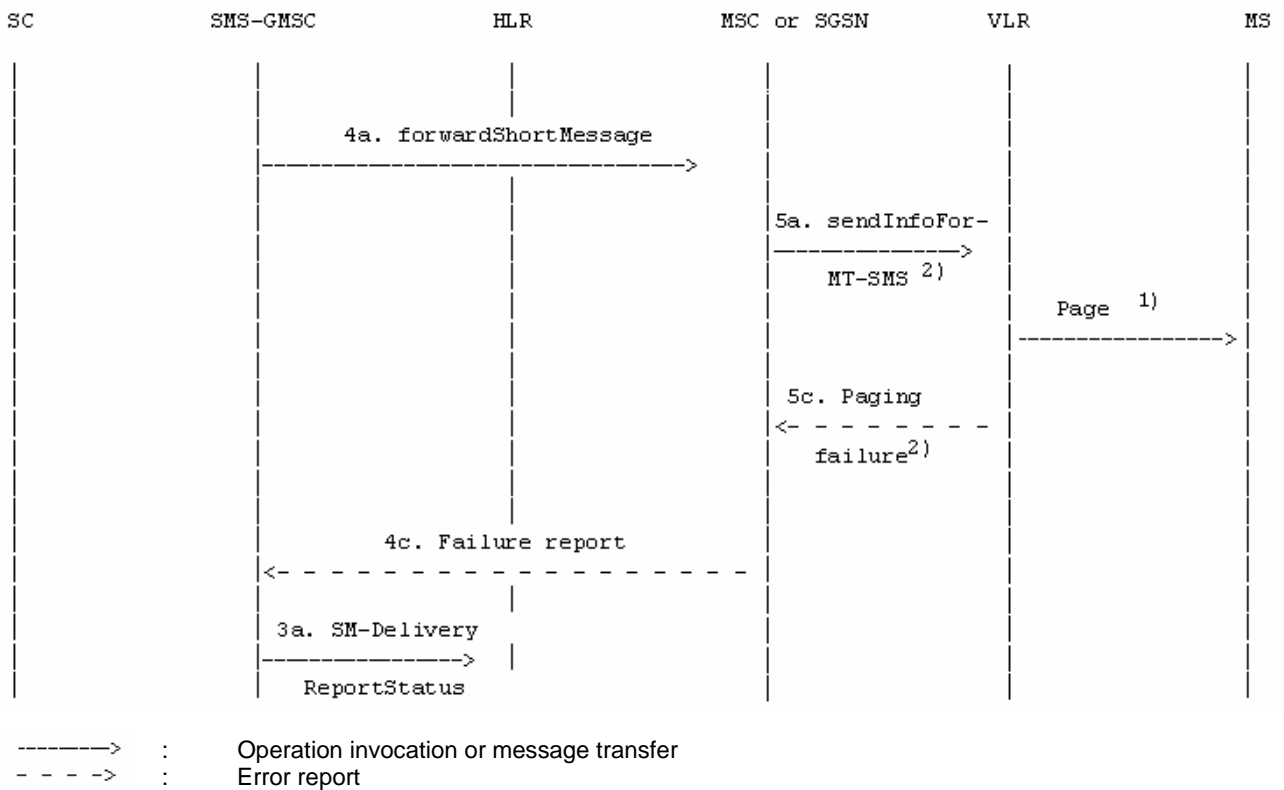 SC SMS-GMSC HLR MSC or SGSN VLR MS
4a. forwardShortMessage
5a. sendInfoFor-
MT-SMS 2)
Page 1)
5c. Paging
failure2)
4c. Failure report
3a. SM-Delivery
ReportStatus
: Operation invocation or message transfer
: Error report